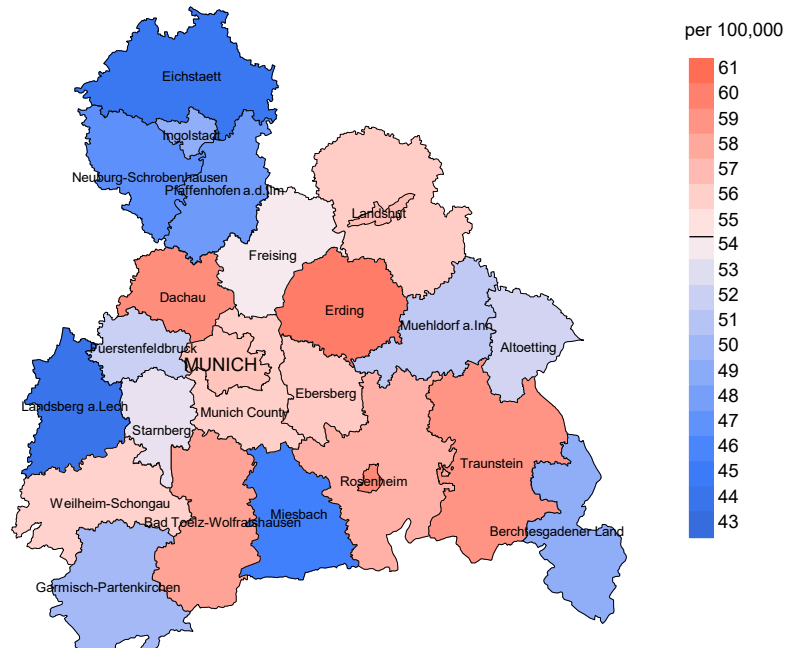 per 100,000
61
60
59
58
57
56
55
54
53
52
51
50
49
48
47
46
45
44
43
Eichstaett
Ingolstadt
Neuburg-Schrobenhausen
Pfaffenhofen a.d.Ilm
Landshut
Freising
Dachau
Erding
Muehldorf a.Inn
Altoetting
Fuerstenfeldbruck
MUNICH
Ebersberg
Landsberg a.Lech
Munich County
Starnberg
Traunstein
Rosenheim
Weilheim-Schongau
Miesbach
Bad Toelz-Wolfratshausen
Berchtesgadener Land
Garmisch-Partenkirchen